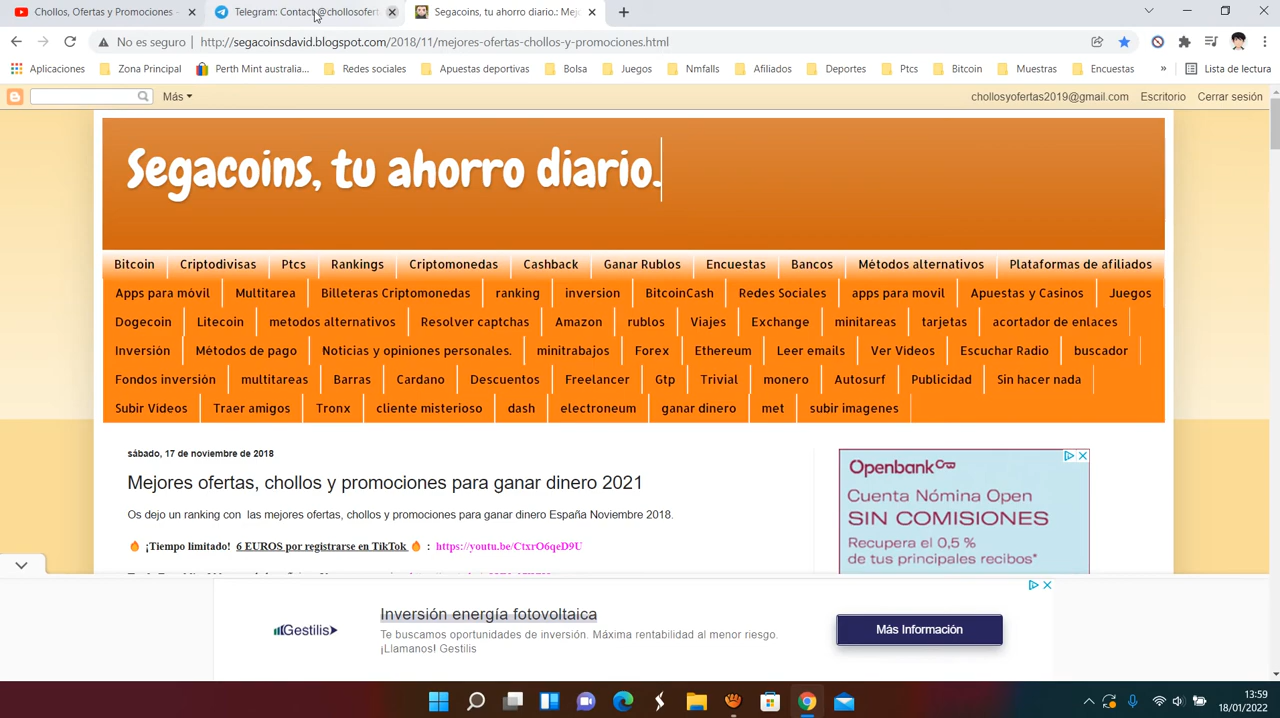 Chollos, Ofertas y Promociones -
Telegram: Contact @chollosofert
Segacoins, tu ahorro diario.: Mej
No es seguro | http://segacoinsdavid.blogspot.com/2018/11/mejores-ofertas-chollos-y-promociones.html
Aplicaciones Zona Principal Perth Mint australia... Redes sociales Apuestas deportivas Bolsa Juegos Nmfalls Afiliados Deportes Ptcs Bitcoin Muestras Encuestas » Lista de lectura
Más chollosyofertas2019@gmail.com Escritorio Cerrar sesión
Segacoins, tu ahorro diario.
Bitcoin Criptodivisas Ptcs Rankings Criptomonedas Cashback Ganar Rublos Encuestas Bancos Métodos alternativos Plataformas de afiliados
Apps para móvil Multitarea Billeteras Criptomonedas ranking inversion BitcoinCash Redes Sociales apps para movil Apuestas y Casinos Juegos
Dogecoin Litecoin metodos alternativos Resolver captchas Amazon rublos Viajes Exchange minitareas tarjetas acortador de enlaces
Inversión Métodos de pago Noticias y opiniones personales. minitrabajos Forex Ethereum Leer emails Ver Videos Escuchar Radio buscador
Fondos inversión multitareas Barras Cardano Descuentos Freelancer Gtp Trivial monero Autosurf Publicidad Sin hacer nada
Subir Videos Traer amigos Tronx cliente misterioso dash electroneum ganar dinero met subir imagenes
sábado, 17 de noviembre de 2018
Mejores ofertas, chollos y promociones para ganar dinero 2021
Os dejo un ranking con las mejores ofertas, chollos y promociones para ganar dinero España Noviembre 2018.
¡Tiempo limitado! 6 EUROS por registrarse en TikTok : https://youtu.be/CtxrO6qeD9U
Openbank
Cuenta Nómina Open
SIN COMISIONES
Recupera el 0,5 %
de tus principales recibos*
Gestilis
Inversión energía fotovoltaica
Te buscamos oportunidades de inversión. Máxima rentabilidad al menor riesgo.
¡Llamanos! Gestilis
Más Información
13:59
18/01/2022